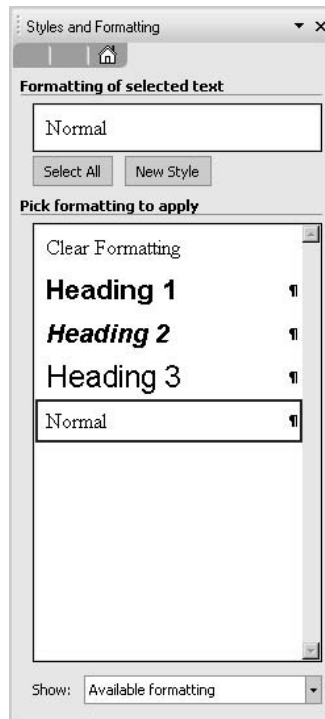 Styles and Formatting
Formatting of selected text
Normal
Select All New Style
Pick formatting to apply
Clear Formatting
Heading 1 ¶
Heading 2 ¶
Heading 3 ¶
Normal ¶
Show: Available formatting